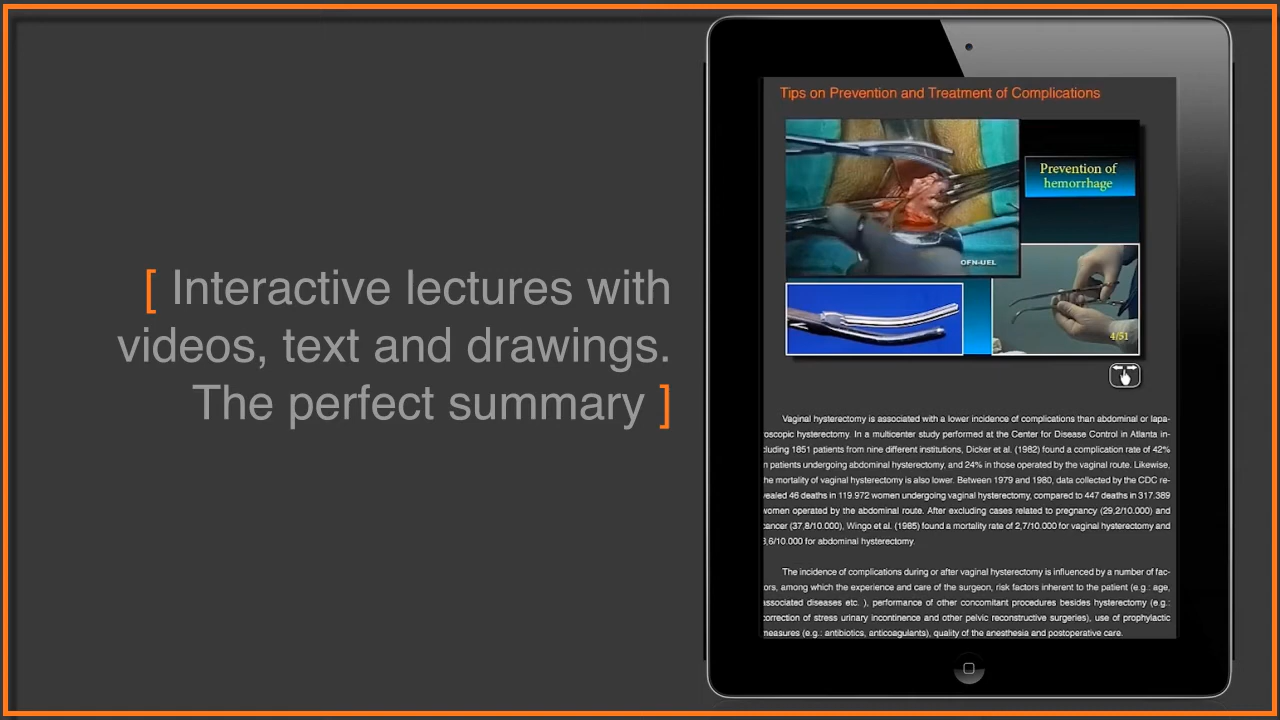 [ Interactive lectures with
videos, text and drawings.
The perfect summary ]
Tips on Prevention and Treatment of Complications
Prevention of
hemorrhage
OFN-UEL
4/51
Vaginal hysterectomy is associated with a lower incidence of complications than abdominal or lapa-
roscopic hysterectomy. In a multicenter study performed at the Center for Disease Control in Atlanta in-
cluding 1851 patients from nine different institutions, Dicker et al. (1982) found a complication rate of 42%
n patients undergoing abdominal hysterectomy, and 24% in those operated by the vaginal route. Likewise,
he mortality of vaginal hysterectomy is also lower. Between 1979 and 1980, data collected by the CDC re-
vealed 46 deaths in 119.972 women undergoing vaginal hysterectomy, compared to 447 deaths in 317.389
women operated by the abdominal route. After excluding cases related to pregnancy (29,2/10.000) and
cancer (37,8/10.000), Wingo et al. (1985) found a mortality rate of 2,7/10.000 for vaginal hysterectomy and
8,6/10.000 for abdominal hysterectomy.
The incidence of complications during or after vaginal hysterectomy is influenced by a number of fac-
ors, among which the experience and care of the surgeon, risk factors inherent to the patient (e.g.: age,
associated diseases etc. ), performance of other concomitant procedures besides hysterectomy (e.g.:
correction of stress urinary incontinence and other pelvic reconstructive surgeries), use of prophylactic
measures (e.g.: antibiotics, anticoagulants), quality of the anesthesia and postoperative care.